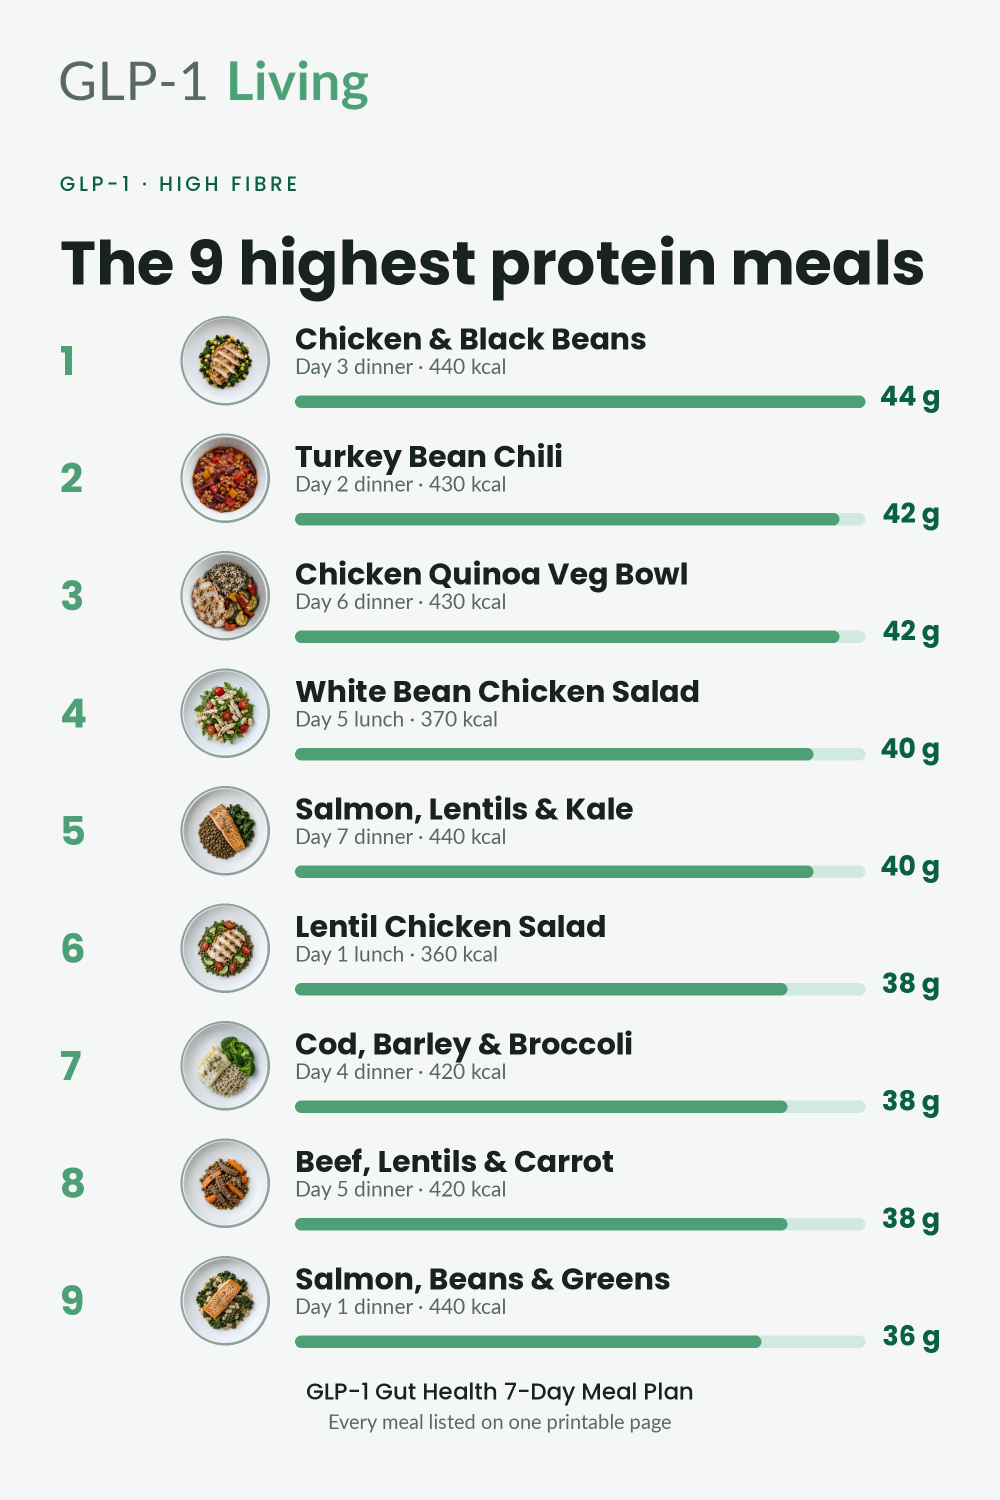 GLP-1 Living
GLP-1 · HIGH FIBRE
The 9 highest protein meals
1
Chicken & Black Beans
Day 3 dinner · 440 kcal
44 g
2
Turkey Bean Chili
Day 2 dinner · 430 kcal
42 g
3
Chicken Quinoa Veg Bowl
Day 6 dinner · 430 kcal
42 g
4
White Bean Chicken Salad
Day 5 lunch · 370 kcal
40 g
5
Salmon, Lentils & Kale
Day 7 dinner · 440 kcal
40 g
6
Lentil Chicken Salad
Day 1 lunch · 360 kcal
38 g
7
Cod, Barley & Broccoli
Day 4 dinner · 420 kcal
38 g
8
Beef, Lentils & Carrot
Day 5 dinner · 420 kcal
38 g
9
Salmon, Beans & Greens
Day 1 dinner · 440 kcal
36 g
GLP-1 Gut Health 7-Day Meal Plan
Every meal listed on one printable page